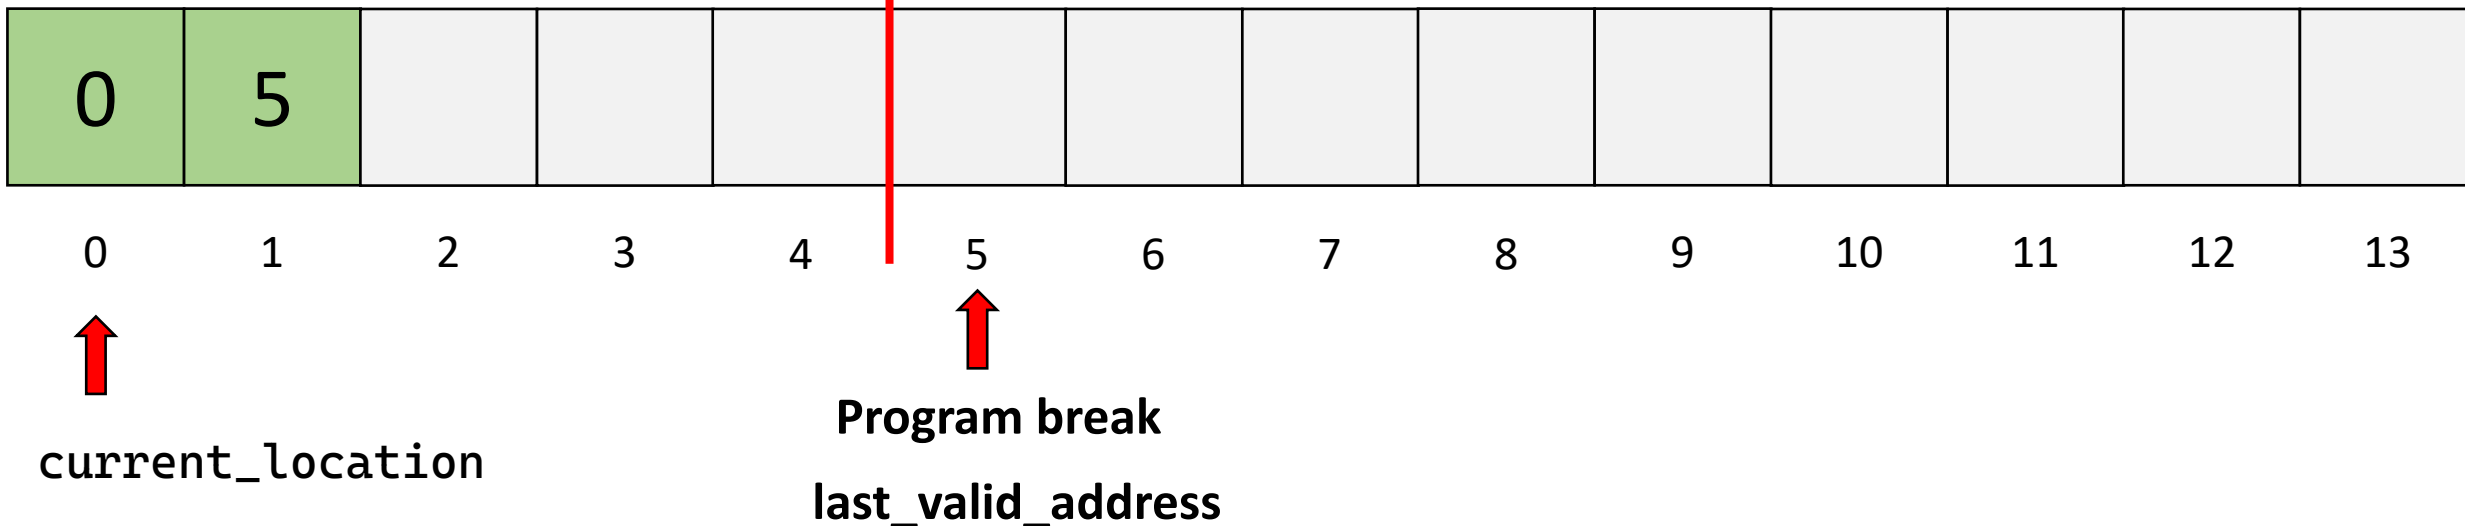 0 5
0 1 2 3 4 5 6 7 8 9 10 11 12 13
Program break
current_location
last_valid_address